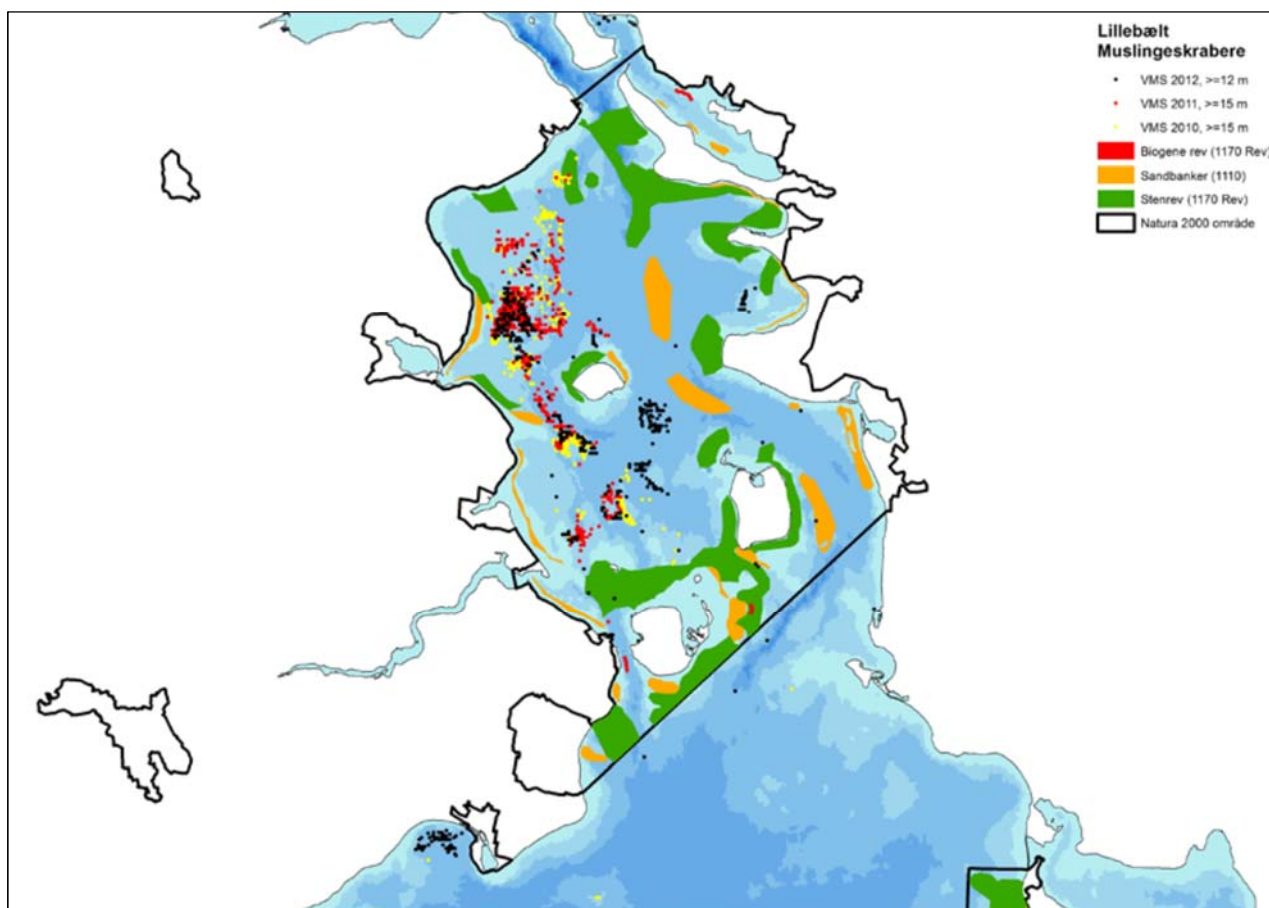 Lillebælt
Muslingeskrabere
VMS 2012, >=12 m
VMS 2011, >=15 m
VMS 2010, >=15 m
Biogene rev (1170 Rev)
Sandbanker (1110)
Stenrev (1170 Rev)
Natura 2000 område